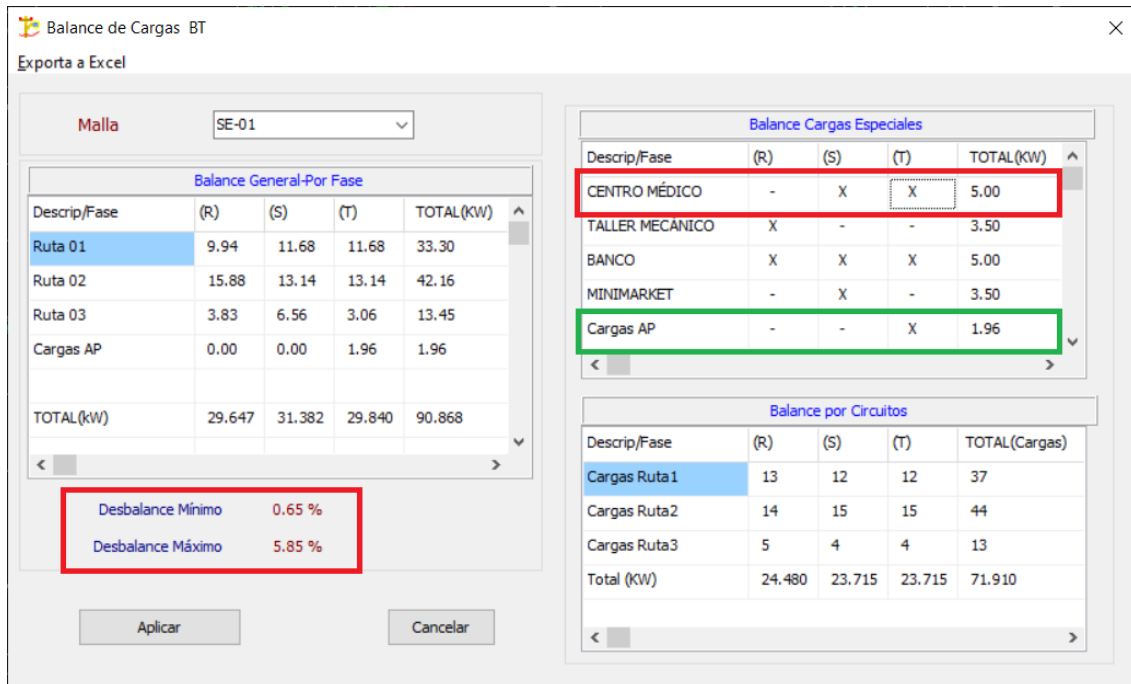 Balance de Cargas BT
Exporta a Excel
Malla SE-01
Balance General-Por Fase
Descrip/Fase (R) (S) (T) TOTAL(KW)
Ruta 01 9.94 11.68 11.68 33.30
Ruta 02 15.88 13.14 13.14 42.16
Ruta 03 3.83 6.56 3.06 13.45
Cargas AP 0.00 0.00 1.96 1.96
TOTAL(kW) 29.647 31.382 29.840 90.868
Desbalance Mínimo 0.65 %
Desbalance Máximo 5.85 %
Aplicar Cancelar
Balance Cargas Especiales
Descrip/Fase (R) (S) (T) TOTAL(KW)
CENTRO MÉDICO - X X 5.00
TALLER MECÁNICO X - - 3.50
BANCO X X X 5.00
MINIMARKET - X - 3.50
Cargas AP - - X 1.96
Balance por Circuitos
Descrip/Fase (R) (S) (T) TOTAL(Cargas)
Cargas Ruta1 13 12 12 37
Cargas Ruta2 14 15 15 44
Cargas Ruta3 5 4 4 13
Total (KW) 24.480 23.715 23.715 71.910